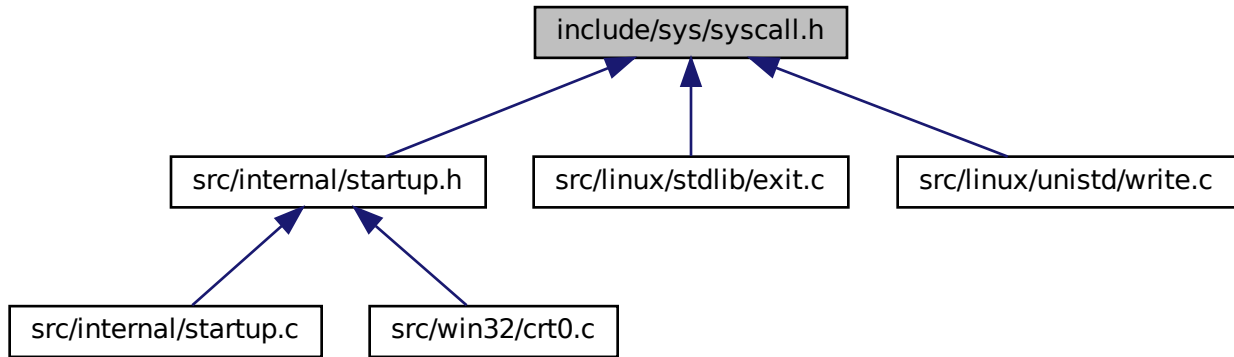 include/sys/syscall.h
src/internal/startup.h
src/linux/stdlib/exit.c
src/linux/unistd/write.c
src/internal/startup.c
src/win32/crt0.c